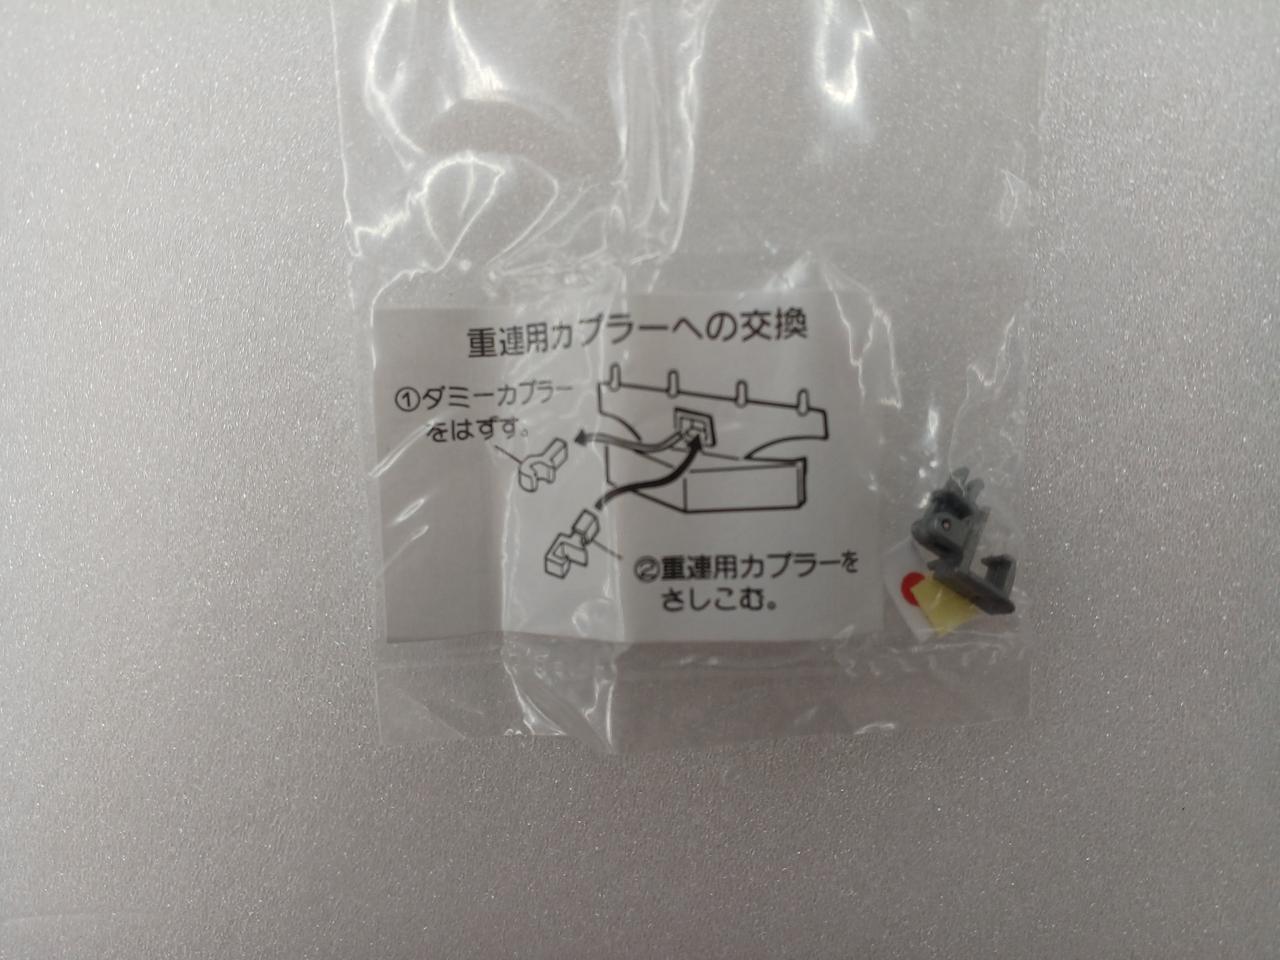 重連用カプラーへの交換
①ダミーカプラー
をはずす。
②重連用カプラーを
さしこむ。